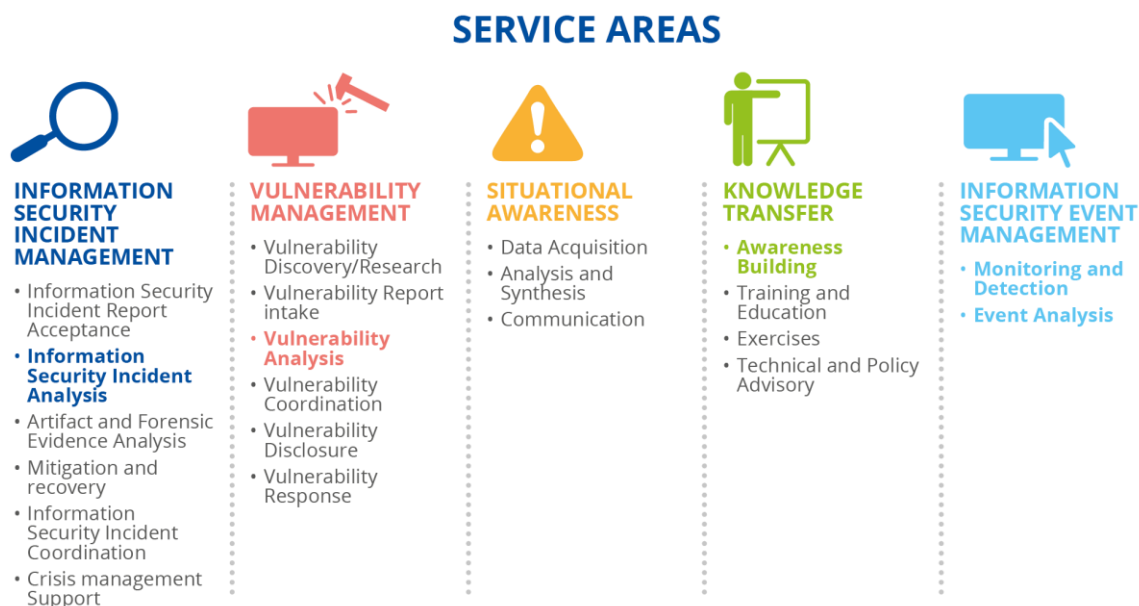 SERVICE AREAS
INFORMATION
SECURITY
INCIDENT
MANAGEMENT
• Information Security
Incident Report
Acceptance
• Information
Security Incident
Analysis
• Artifact and Forensic
Evidence Analysis
• Mitigation and
recovery
• Information
Security Incident
Coordination
• Crisis management
Support
VULNERABILITY
MANAGEMENT
• Vulnerability
Discovery/Research
• Vulnerability Report
intake
• Vulnerability
Analysis
• Vulnerability
Coordination
• Vulnerability
Disclosure
• Vulnerability
Response
SITUATIONAL
AWARENESS
• Data Acquisition
• Analysis and
Synthesis
• Communication
KNOWLEDGE
TRANSFER
• Awareness
Building
• Training and
Education
• Exercises
• Technical and Policy
Advisory
INFORMATION
SECURITY EVENT
MANAGEMENT
• Monitoring and
Detection
• Event Analysis